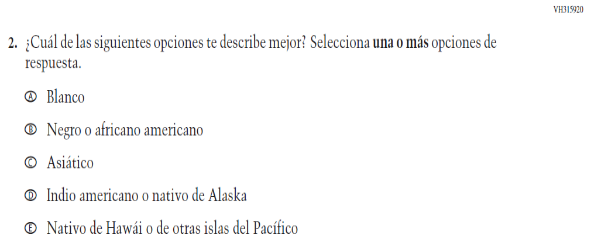 VH315920
2. ¿Cuál de las siguientes opciones te describe mejor? Selecciona una o más opciones de
respuesta.
Ⓐ Blanco
Ⓑ Negro o africano americano
Ⓒ Asiático
Ⓓ Indio americano o nativo de Alaska
Ⓔ Nativo de Hawái o de otras islas del Pacífico